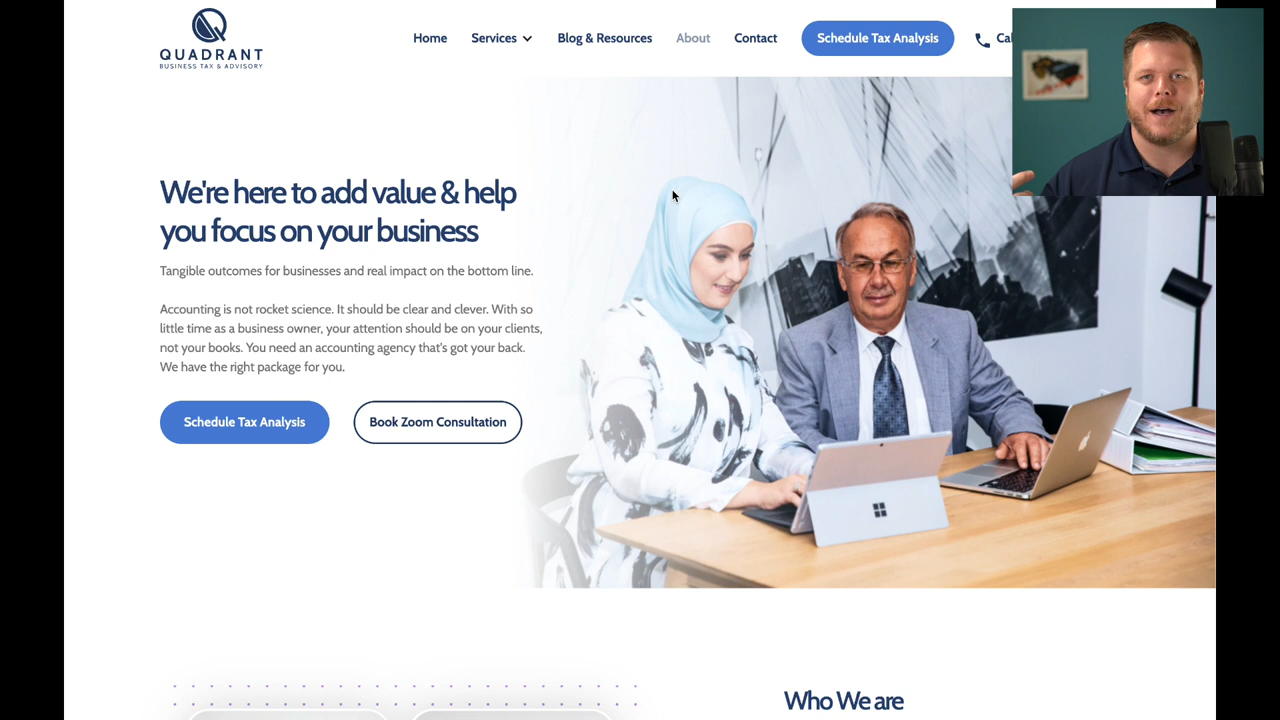 QUADRANT
BUSINESS TAX & ADVISORY
Home
Services
Blog & Resources
About
Contact
Schedule Tax Analysis
We're here to add value & help
you focus on your business
Tangible outcomes for businesses and real impact on the bottom line.
Accounting is not rocket science. It should be clear and clever. With so
little time as a business owner, your attention should be on your clients,
not your books. You need an accounting agency that's got your back.
We have the right package for you.
Schedule Tax Analysis
Book Zoom Consultation
Who We are